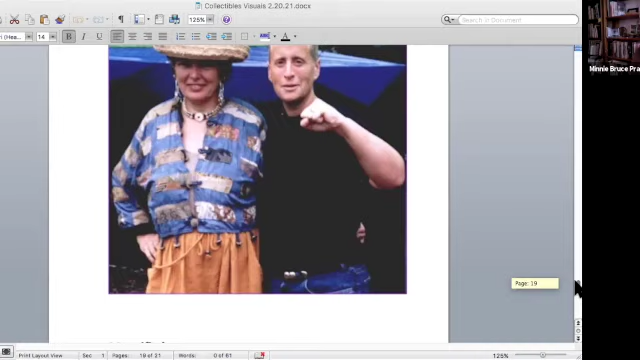 Collectibles Visuals 2.20.21.docx
125%
Search in Document
(Hea...
14
B
I
U
A
Minnie Bruce Pra
Page: 19
Print Layout View
Sec 1
Pages: 19 of 21
Words: 0 of 61
125%